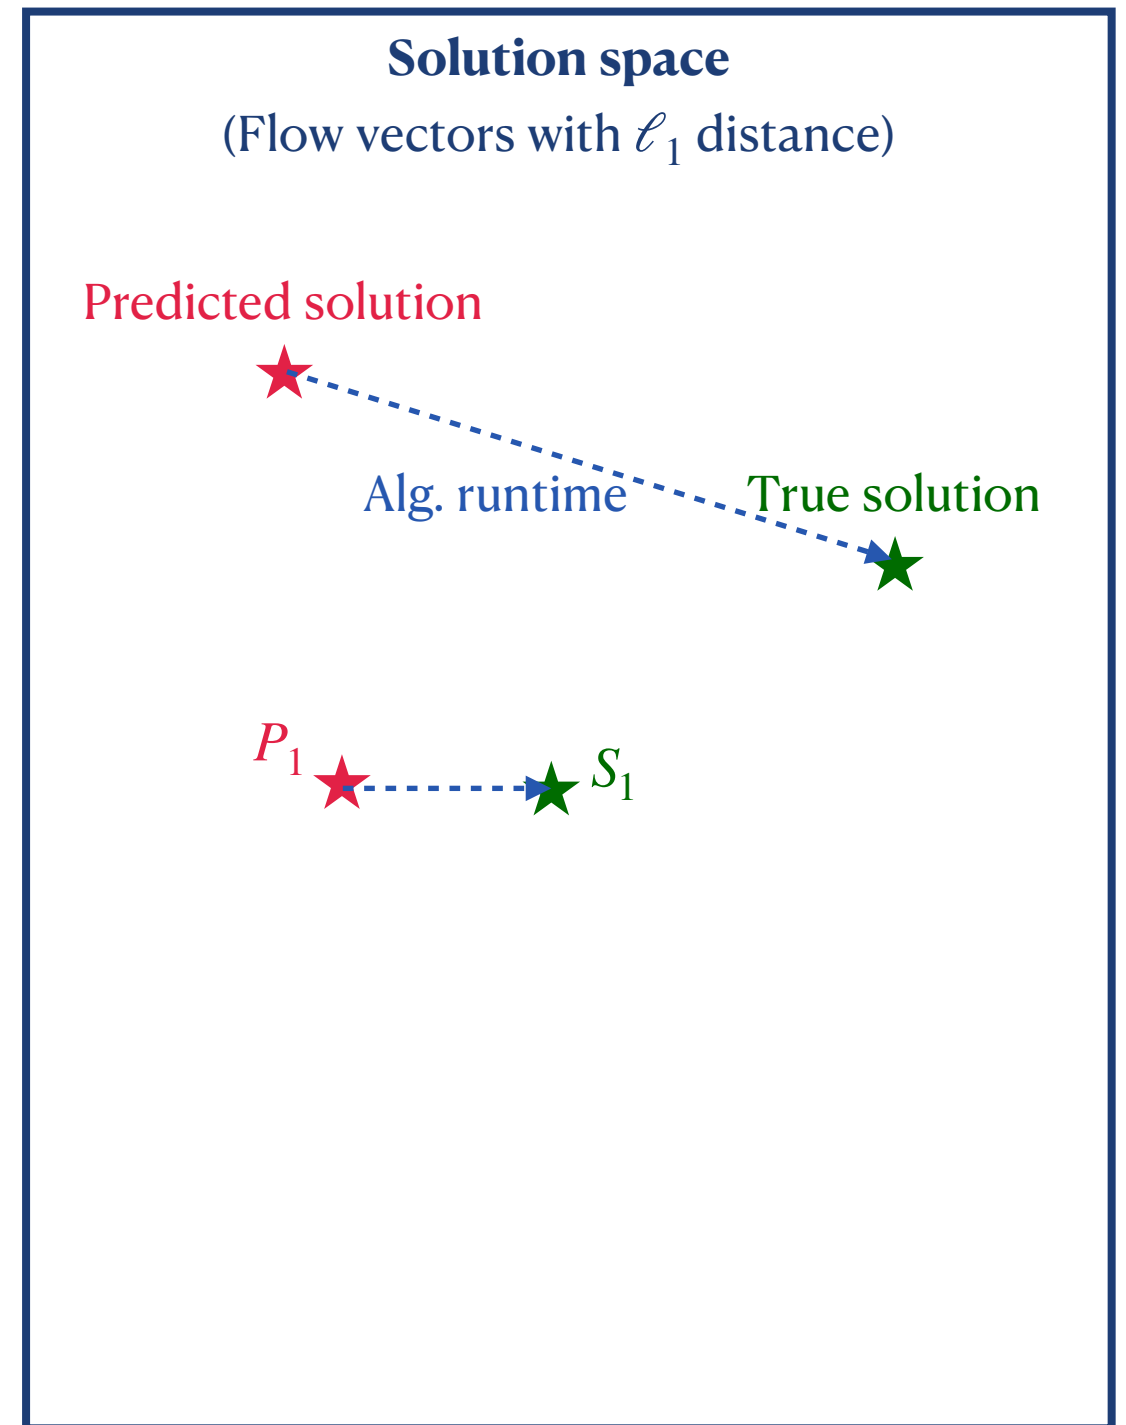 Solution space
(Flow vectors with ℓ₁ distance)
Predicted solution
Alg. runtime
True solution
P₁
S₁